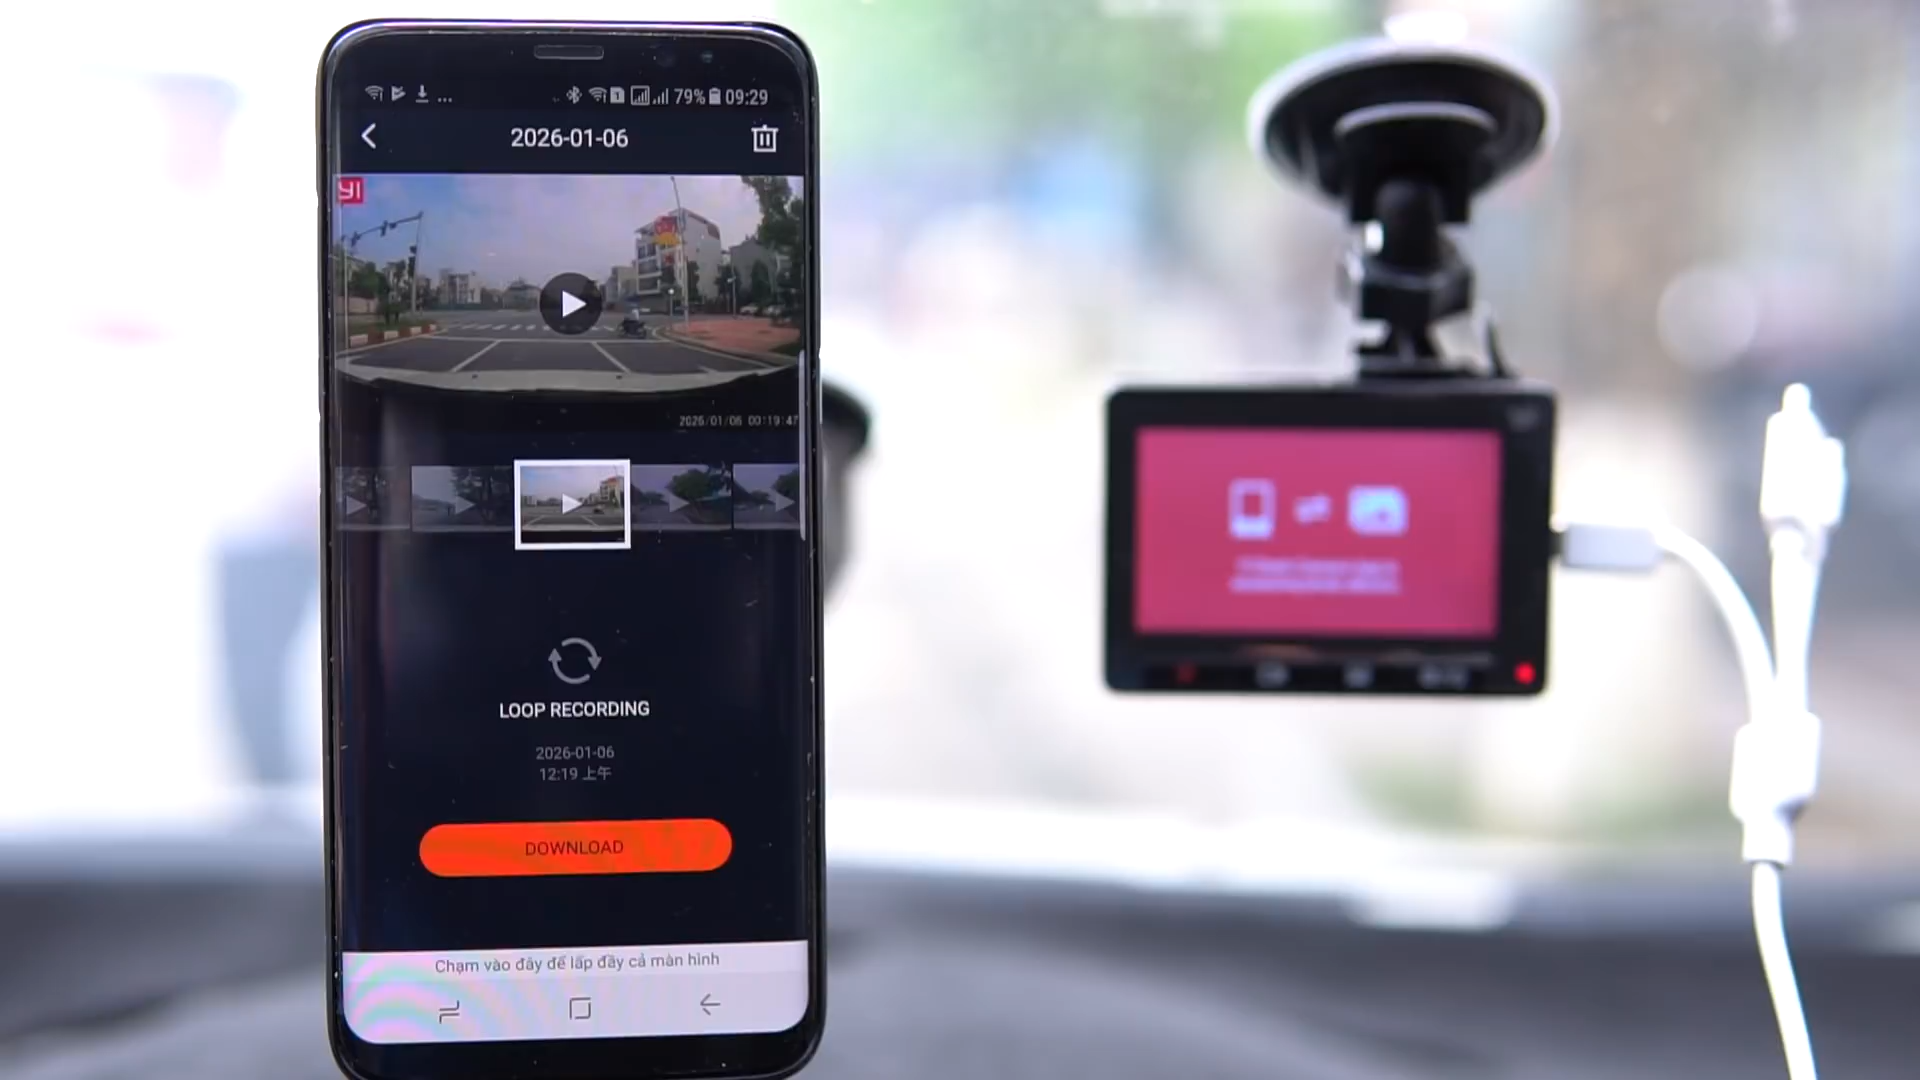 ... 79% 09:29
2026-01-06
YI
2026/01/06 00:19:47
LOOP RECORDING
2026-01-06
12:19 上午
DOWNLOAD
Chạm vào đây để lấp đầy cả màn hình